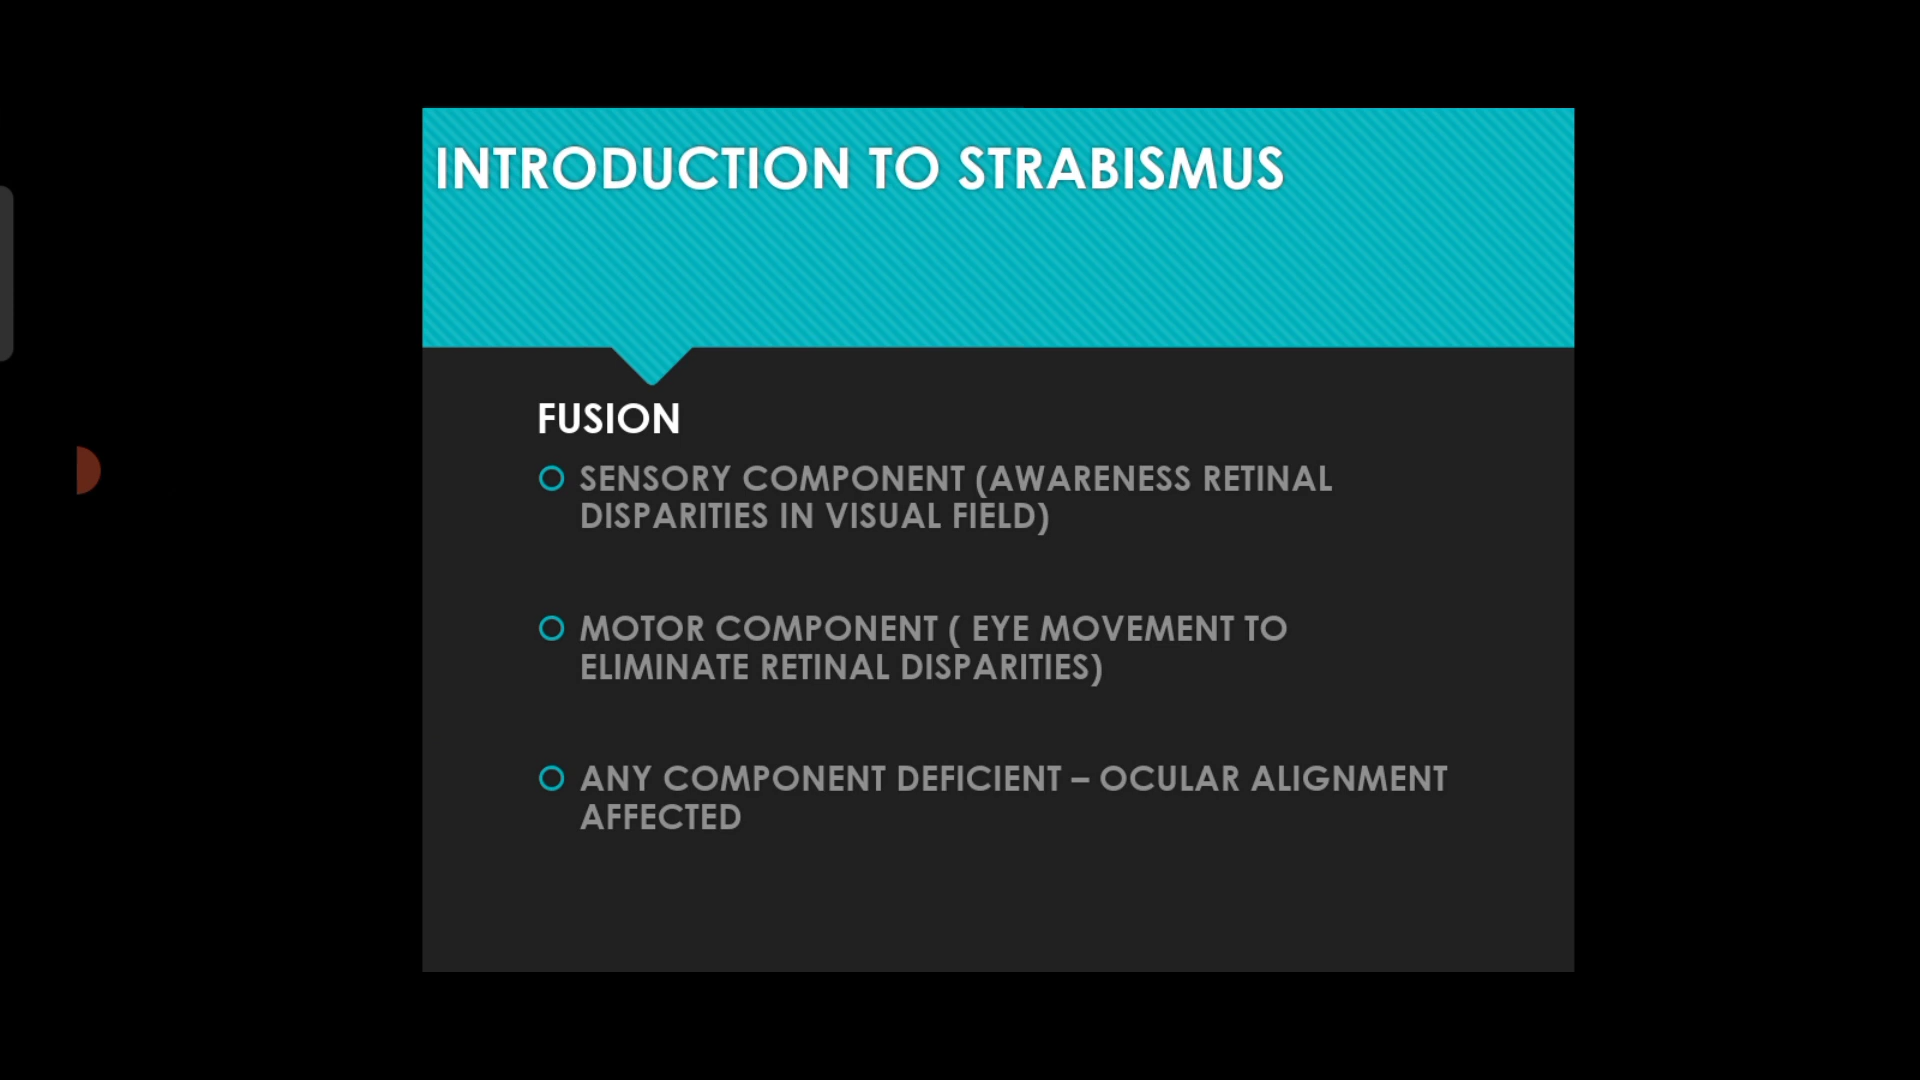 INTRODUCTION TO STRABISMUS
FUSION
SENSORY COMPONENT (AWARENESS RETINAL
DISPARITIES IN VISUAL FIELD)
MOTOR COMPONENT ( EYE MOVEMENT TO
ELIMINATE RETINAL DISPARITIES)
ANY COMPONENT DEFICIENT – OCULAR ALIGNMENT
AFFECTED